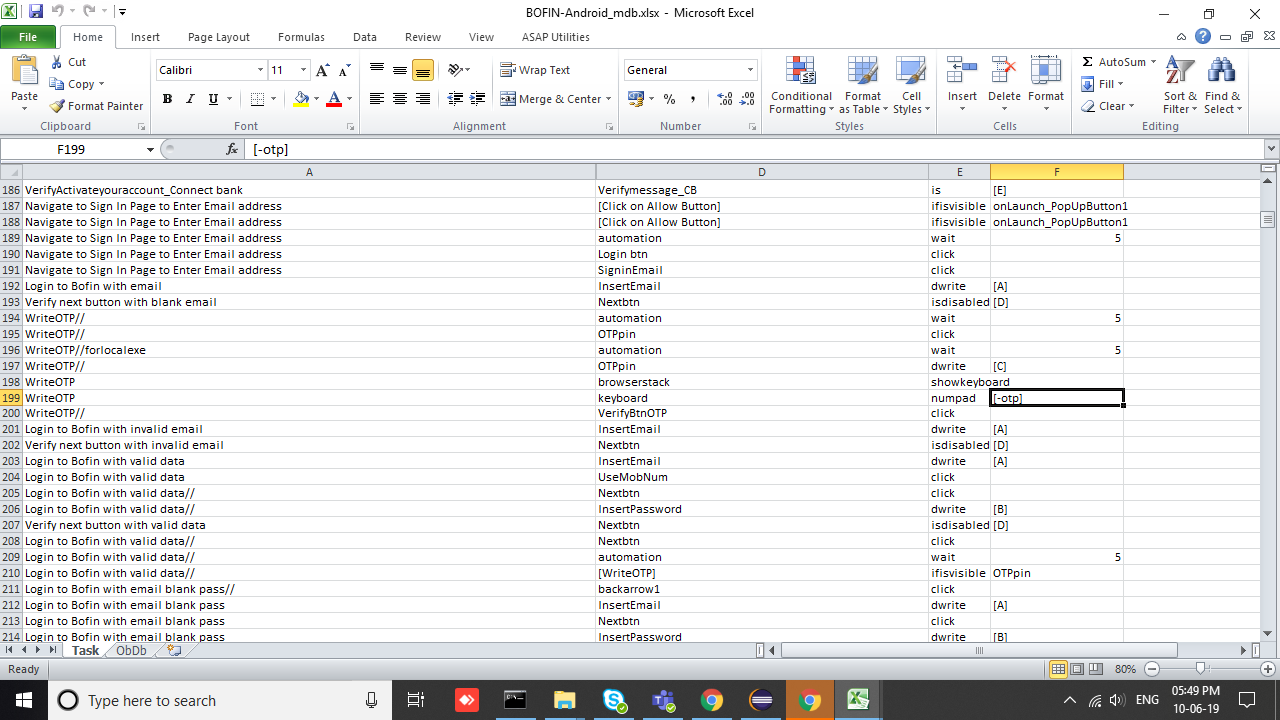 BOFIN-Android_mdb.xlsx - Microsoft Excel
File Home Insert Page Layout Formulas Data Review View ASAP Utilities
Paste Cut Copy Format Painter Clipboard
Calibri 11 B I U A A A Font
Wrap Text Merge & Center Alignment
General % , .00 .0 Number
Conditional Formatting Format as Table Cell Styles Styles
Insert Delete Format Cells
Σ AutoSum Fill Clear Sort & Filter Find & Select Editing
F199 fx [-otp]
A D E F
186 VerifyActivateyouraccount_Connect bank Verifymessage_CB is [E]
187 Navigate to Sign In Page to Enter Email address [Click on Allow Button] ifisvisible onLaunch_PopUpButton1
188 Navigate to Sign In Page to Enter Email address [Click on Allow Button] ifisvisible onLaunch_PopUpButton1
189 Navigate to Sign In Page to Enter Email address automation wait 5
190 Navigate to Sign In Page to Enter Email address Login btn click
191 Navigate to Sign In Page to Enter Email address SigninEmail click
192 Login to Bofin with email InsertEmail dwrite [A]
193 Verify next button with blank email Nextbtn isdisabled [D]
194 WriteOTP// automation wait 5
195 WriteOTP// OTPpin click
196 WriteOTP//forlocalexe automation wait 5
197 WriteOTP// OTPpin dwrite [C]
198 WriteOTP browserstack showkeyboard
199 WriteOTP keyboard numpad [-otp]
200 WriteOTP// VerifyBtnOTP click
201 Login to Bofin with invalid email InsertEmail dwrite [A]
202 Verify next button with invalid email Nextbtn isdisabled [D]
203 Login to Bofin with valid data InsertEmail dwrite [A]
204 Login to Bofin with valid data UseMobNum click
205 Login to Bofin with valid data// Nextbtn click
206 Login to Bofin with valid data// InsertPassword dwrite [B]
207 Verify next button with valid data Nextbtn isdisabled [D]
208 Login to Bofin with valid data// Nextbtn click
209 Login to Bofin with valid data// automation wait 5
210 Login to Bofin with valid data// [WriteOTP] ifisvisible OTPpin
211 Login to Bofin with email blank pass// backarrow1 click
212 Login to Bofin with email blank pass InsertEmail dwrite [A]
213 Login to Bofin with email blank pass Nextbtn click
214 Login to Bofin with email blank pass InsertPassword dwrite [B]
Task ObDb
Ready 80%
Type here to search ENG 05:49 PM
10-06-19